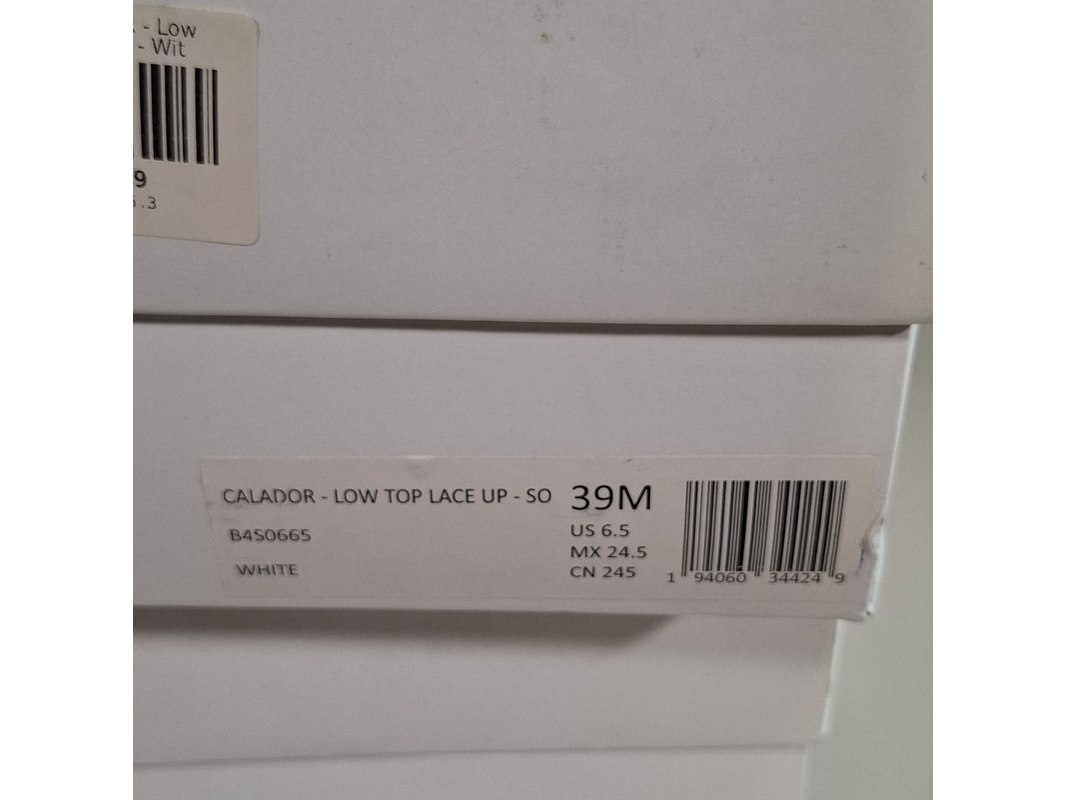 - Low
- Wit
9
.3
CALADOR - LOW TOP LACE UP - SO
39M
B4S0665
US 6.5
MX 24.5
WHITE
CN 245
1 94060 34424 9